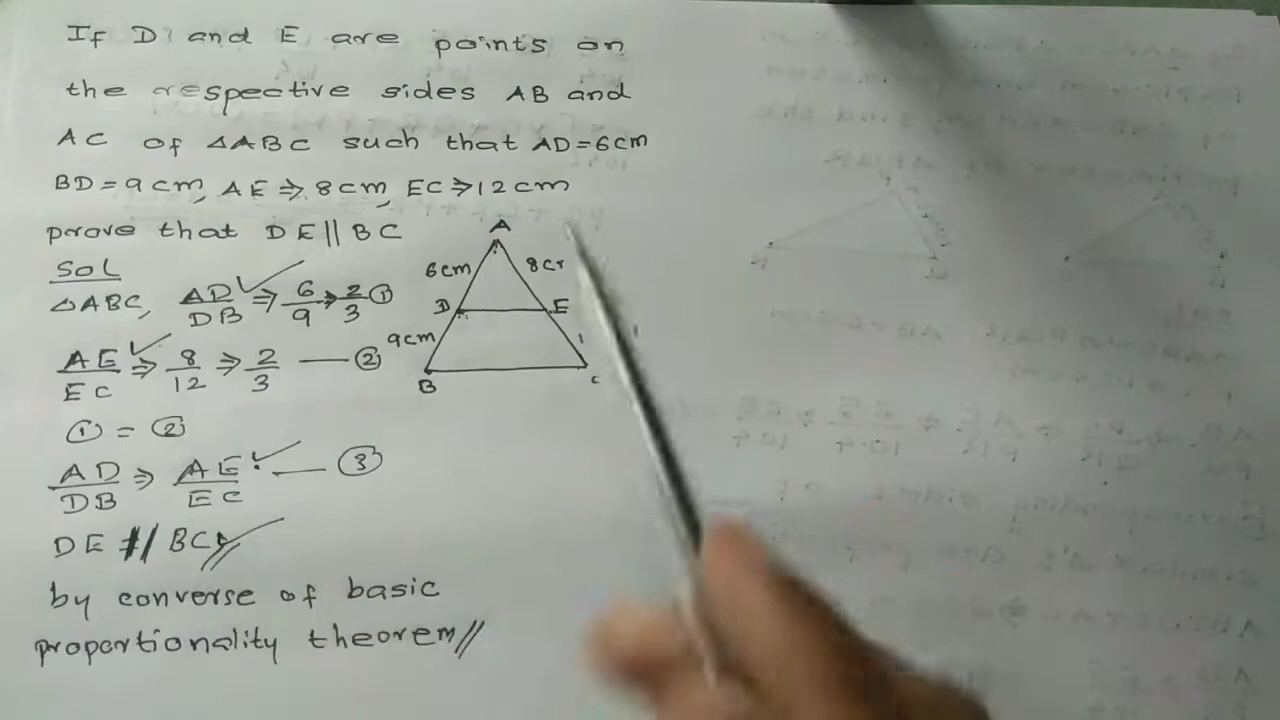 If D and E are points on
the respective sides AB and
AC of △ABC such that AD=6cm
BD=9cm, AE⇒8cm, EC⇒12cm
prove that DE||BC
Sol
△ABC, AD/DB ⇒ 6/9 ⇒ 2/3 ①
AE/EC ⇒ 8/12 ⇒ 2/3 — ②
① = ②
AD/DB ⇒ AE/EC — ③
DE || BC
by converse of basic
proportionality theorem//
A
6cm
D
E
9cm
B
C